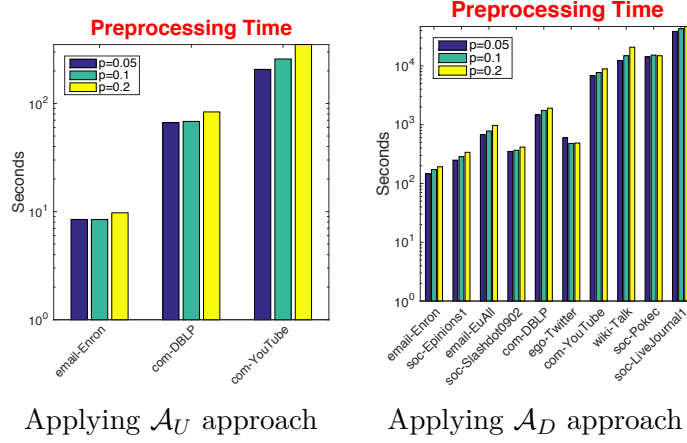 Preprocessing Time
p=0.05
p=0.1
p=0.2
Seconds
10^2
10^1
10^0
email-Enron
com-DBLP
com-YouTube
Applying A_U approach
Preprocessing Time
p=0.05
p=0.1
p=0.2
Seconds
10^4
10^3
10^2
10^1
10^0
email-Enron
soc-Epinions1
email-EuAll
soc-Slashdot0902
com-DBLP
ego-Twitter
com-YouTube
wiki-Talk
soc-Pokec
soc-LiveJournal1
Applying A_D approach